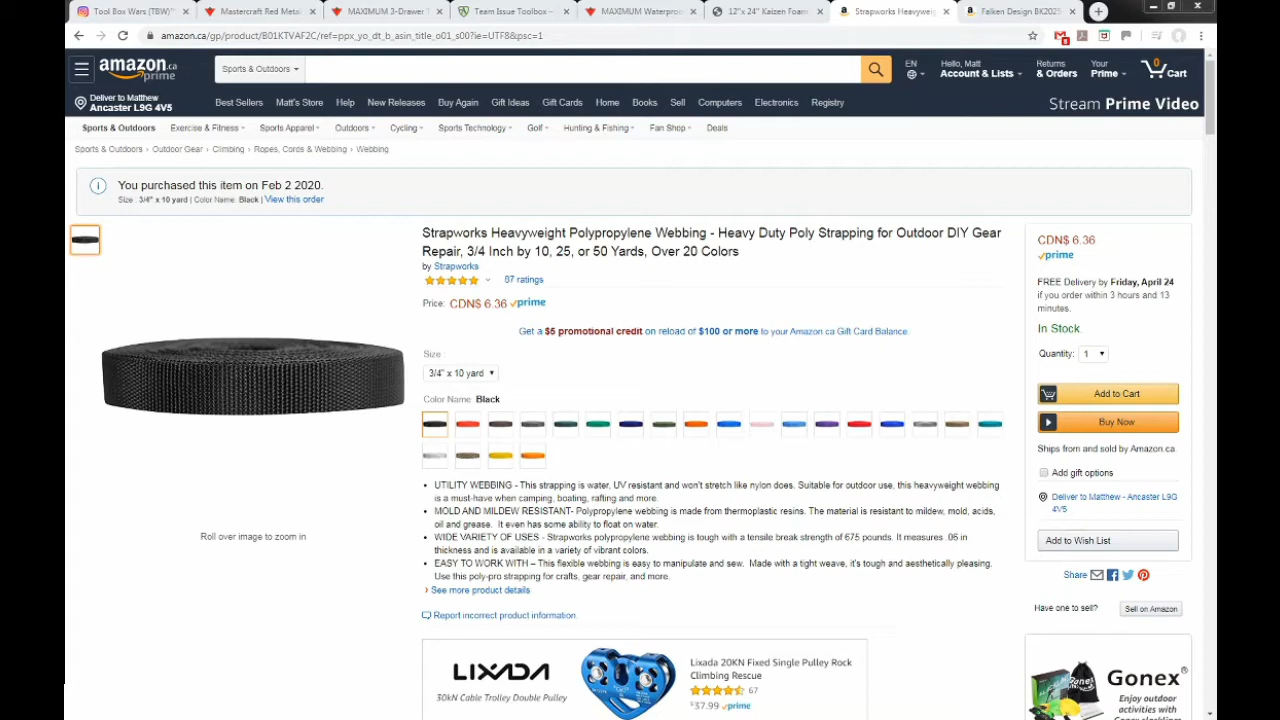 Tool Box Wars (TBW)™
Mastercraft Red Metal
MAXIMUM 3-Drawer T
Team Issue Toolbox –
MAXIMUM Waterproo
12"x 24" Kaizen Foam
Strapworks Heavyweig
Falken Design BK2025
amazon.ca/gp/product/B01KTVAF2C/ref=ppx_yo_dt_b_asin_title_o01_s00?ie=UTF8&psc=1
amazon.ca
prime
Sports & Outdoors
EN
Hello, Matt
Account & Lists
Returns
& Orders
Your
Prime
0
Cart
Deliver to Matthew
Ancaster L9G 4V5
Best Sellers Matt's Store Help New Releases Buy Again Gift Ideas Gift Cards Home Books Sell Computers Electronics Registry
Stream Prime Video
Sports & Outdoors Exercise & Fitness Sports Apparel Outdoors Cycling Sports Technology Golf Hunting & Fishing Fan Shop Deals
Sports & Outdoors › Outdoor Gear › Climbing › Ropes, Cords & Webbing › Webbing
You purchased this item on Feb 2 2020.
Size : 3/4" x 10 yard | Color Name: Black | View this order
Strapworks Heavyweight Polypropylene Webbing - Heavy Duty Poly Strapping for Outdoor DIY Gear
Repair, 3/4 Inch by 10, 25, or 50 Yards, Over 20 Colors
by Strapworks
87 ratings
Price: CDN$ 6.36 prime
Get a $5 promotional credit on reload of $100 or more to your Amazon.ca Gift Card Balance.
Size :
3/4" x 10 yard
Color Name: Black
• UTILITY WEBBING - This strapping is water, UV resistant and won't stretch like nylon does. Suitable for outdoor use, this heavyweight webbing
is a must-have when camping, boating, rafting and more.
• MOLD AND MILDEW RESISTANT- Polypropylene webbing is made from thermoplastic resins. The material is resistant to mildew, mold, acids,
oil and grease. It even has some ability to float on water.
• WIDE VARIETY OF USES - Strapworks polypropylene webbing is tough with a tensile break strength of 675 pounds. It measures .06 in
thickness and is available in a variety of vibrant colors.
• EASY TO WORK WITH – This flexible webbing is easy to manipulate and sew. Made with a tight weave, it's tough and aesthetically pleasing.
Use this poly-pro strapping for crafts, gear repair, and more.
› See more product details
Report incorrect product information.
Roll over image to zoom in
LIXADA
30kN Cable Trolley Double Pulley
Lixada 20KN Fixed Single Pulley Rock
Climbing Rescue
67
$37.99 prime
CDN$ 6.36
prime
FREE Delivery by Friday, April 24
if you order within 3 hours and 13
minutes.
In Stock.
Quantity: 1
Add to Cart
Buy Now
Ships from and sold by Amazon.ca.
Add gift options
Deliver to Matthew - Ancaster L9G
4V5
Add to Wish List
Share
Have one to sell?
Sell on Amazon
Gonex®
Enjoy outdoor
activities with